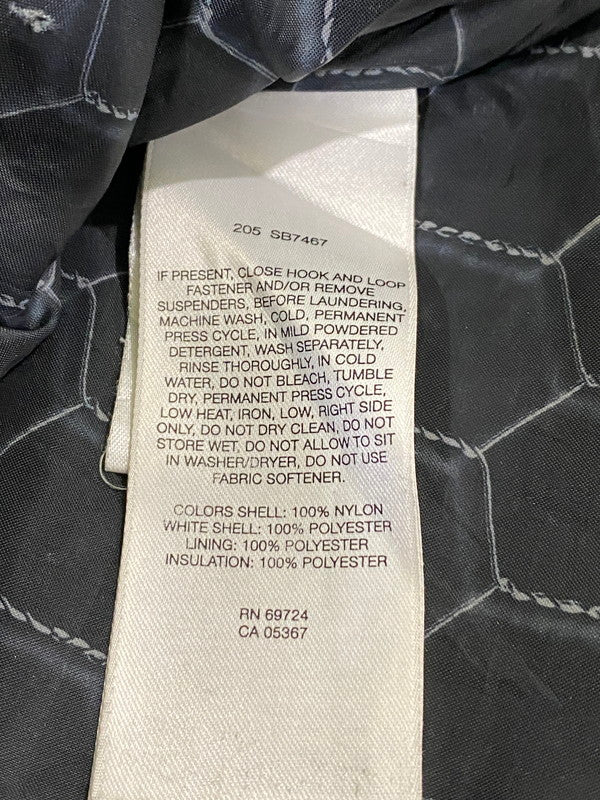 205 SB7467
IF PRESENT, CLOSE HOOK AND LOOP
FASTENER AND/OR REMOVE
SUSPENDERS, BEFORE LAUNDERING,
MACHINE WASH, COLD, PERMANENT
PRESS CYCLE, IN MILD POWDERED
DETERGENT, WASH SEPARATELY,
RINSE THOROUGHLY, IN COLD
WATER, DO NOT BLEACH, TUMBLE
DRY, PERMANENT PRESS CYCLE,
LOW HEAT, IRON, LOW, RIGHT SIDE
ONLY, DO NOT DRY CLEAN, DO NOT
STORE WET, DO NOT ALLOW TO SIT
IN WASHER/DRYER, DO NOT USE
FABRIC SOFTENER.
COLORS SHELL: 100% NYLON
WHITE SHELL: 100% POLYESTER
LINING: 100% POLYESTER
INSULATION: 100% POLYESTER
RN 69724
CA 05367